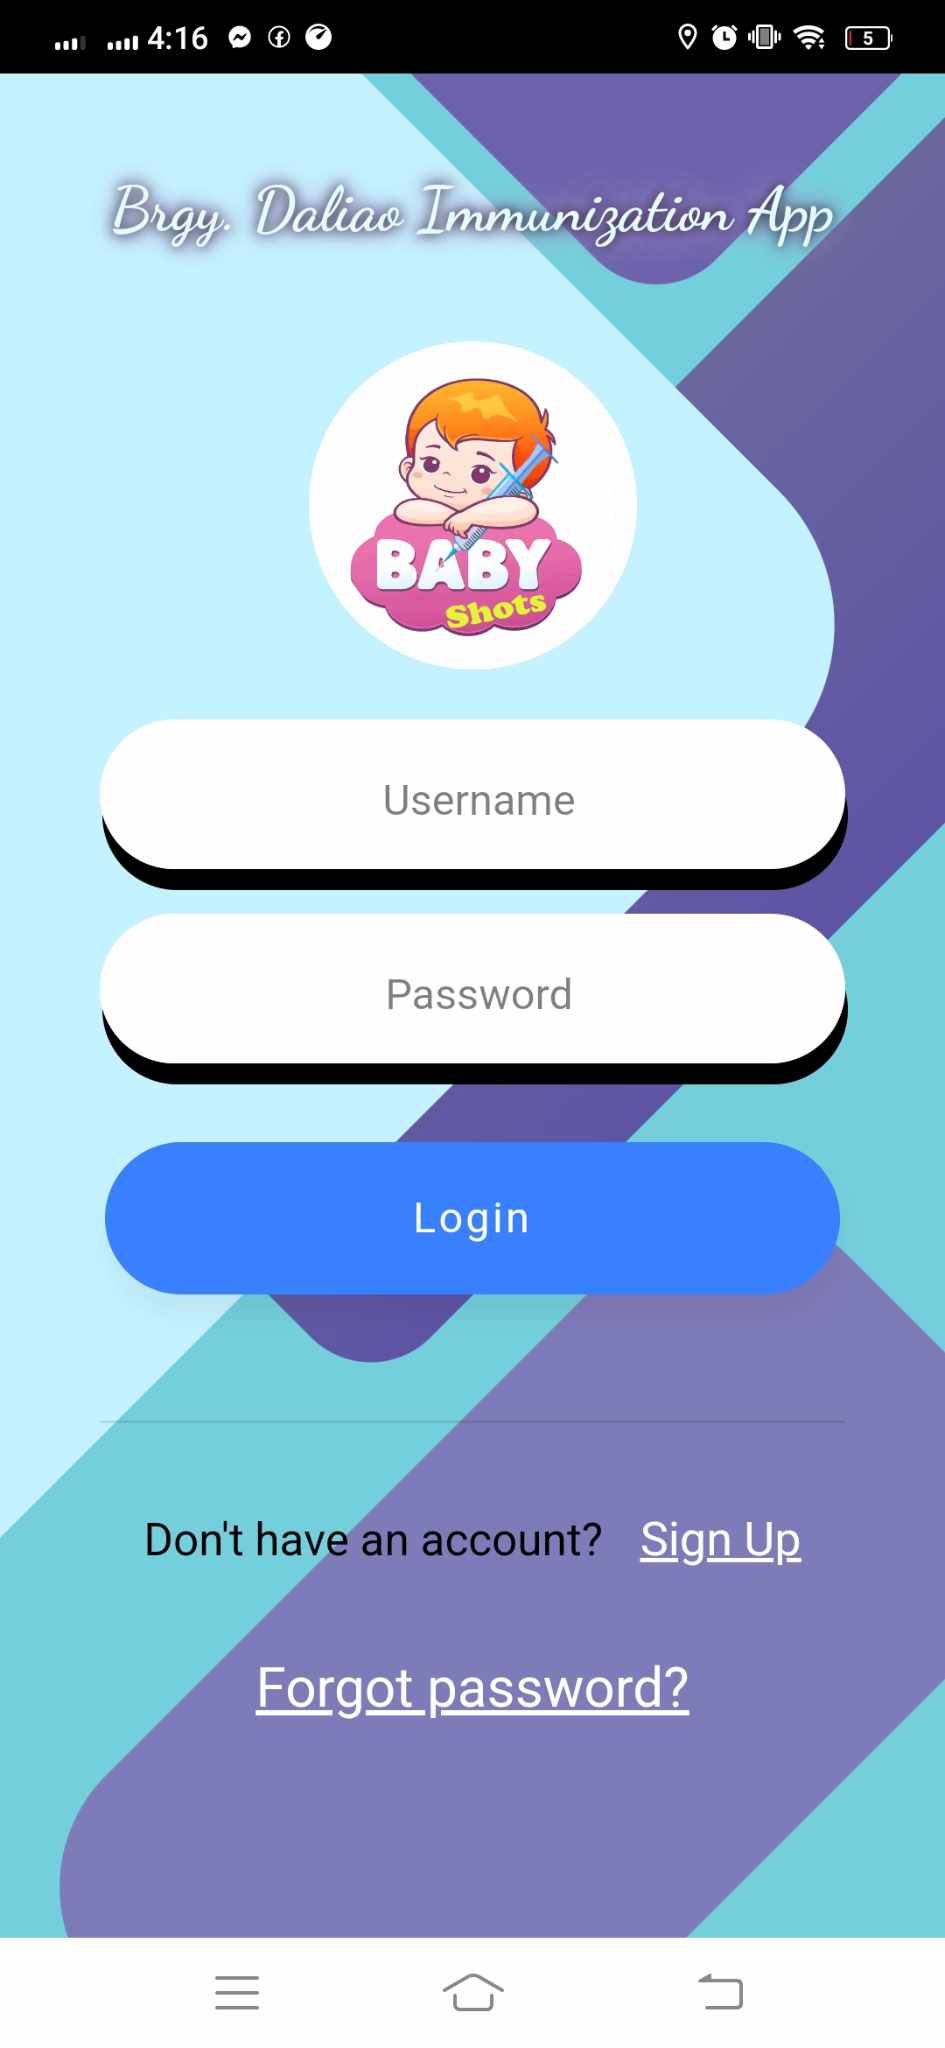 4:16
5
Brgy. Daliao Immunization App
BABY
Shots
Username
Password
Login
Don't have an account? Sign Up
Forgot password?